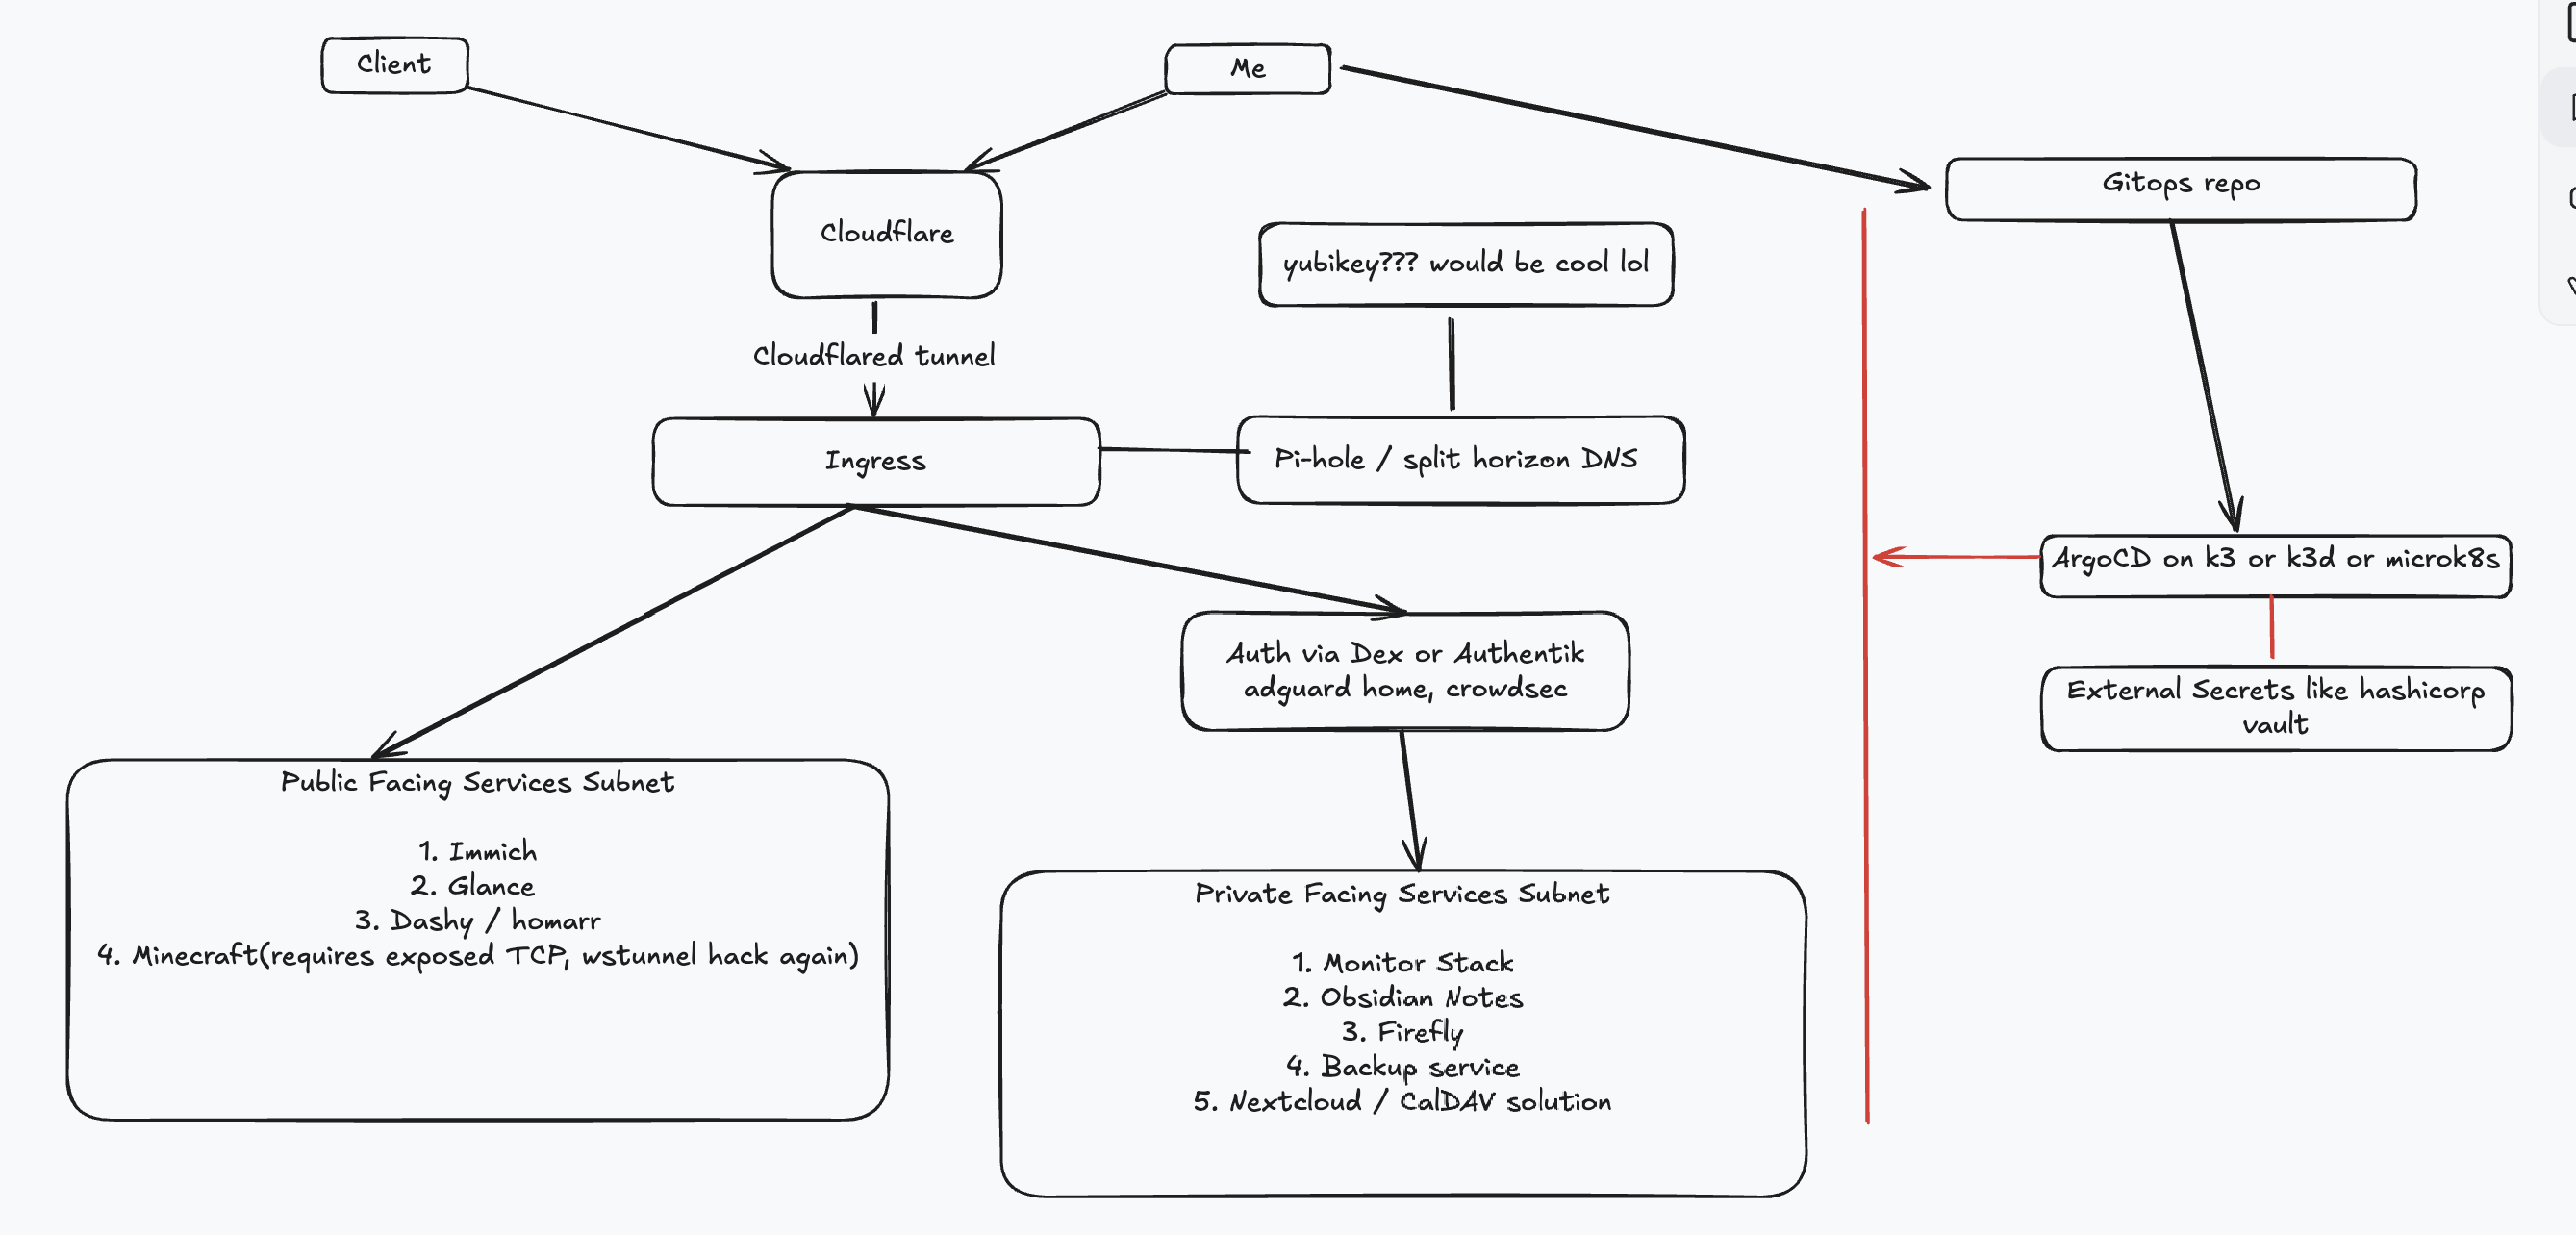 Client
Me
Gitops repo
Cloudflare
yubikey??? would be cool lol
Cloudflared tunnel
Ingress
Pi-hole / split horizon DNS
ArgoCD on k3 or k3d or microk8s
Auth via Dex or Authentik
adguard home, crowdsec
External Secrets like hashicorp
vault
Public Facing Services Subnet
1. Immich
2. Glance
3. Dashy / homarr
4. Minecraft(requires exposed TCP, wstunnel hack again)
Private Facing Services Subnet
1. Monitor Stack
2. Obsidian Notes
3. Firefly
4. Backup service
5. Nextcloud / CalDAV solution